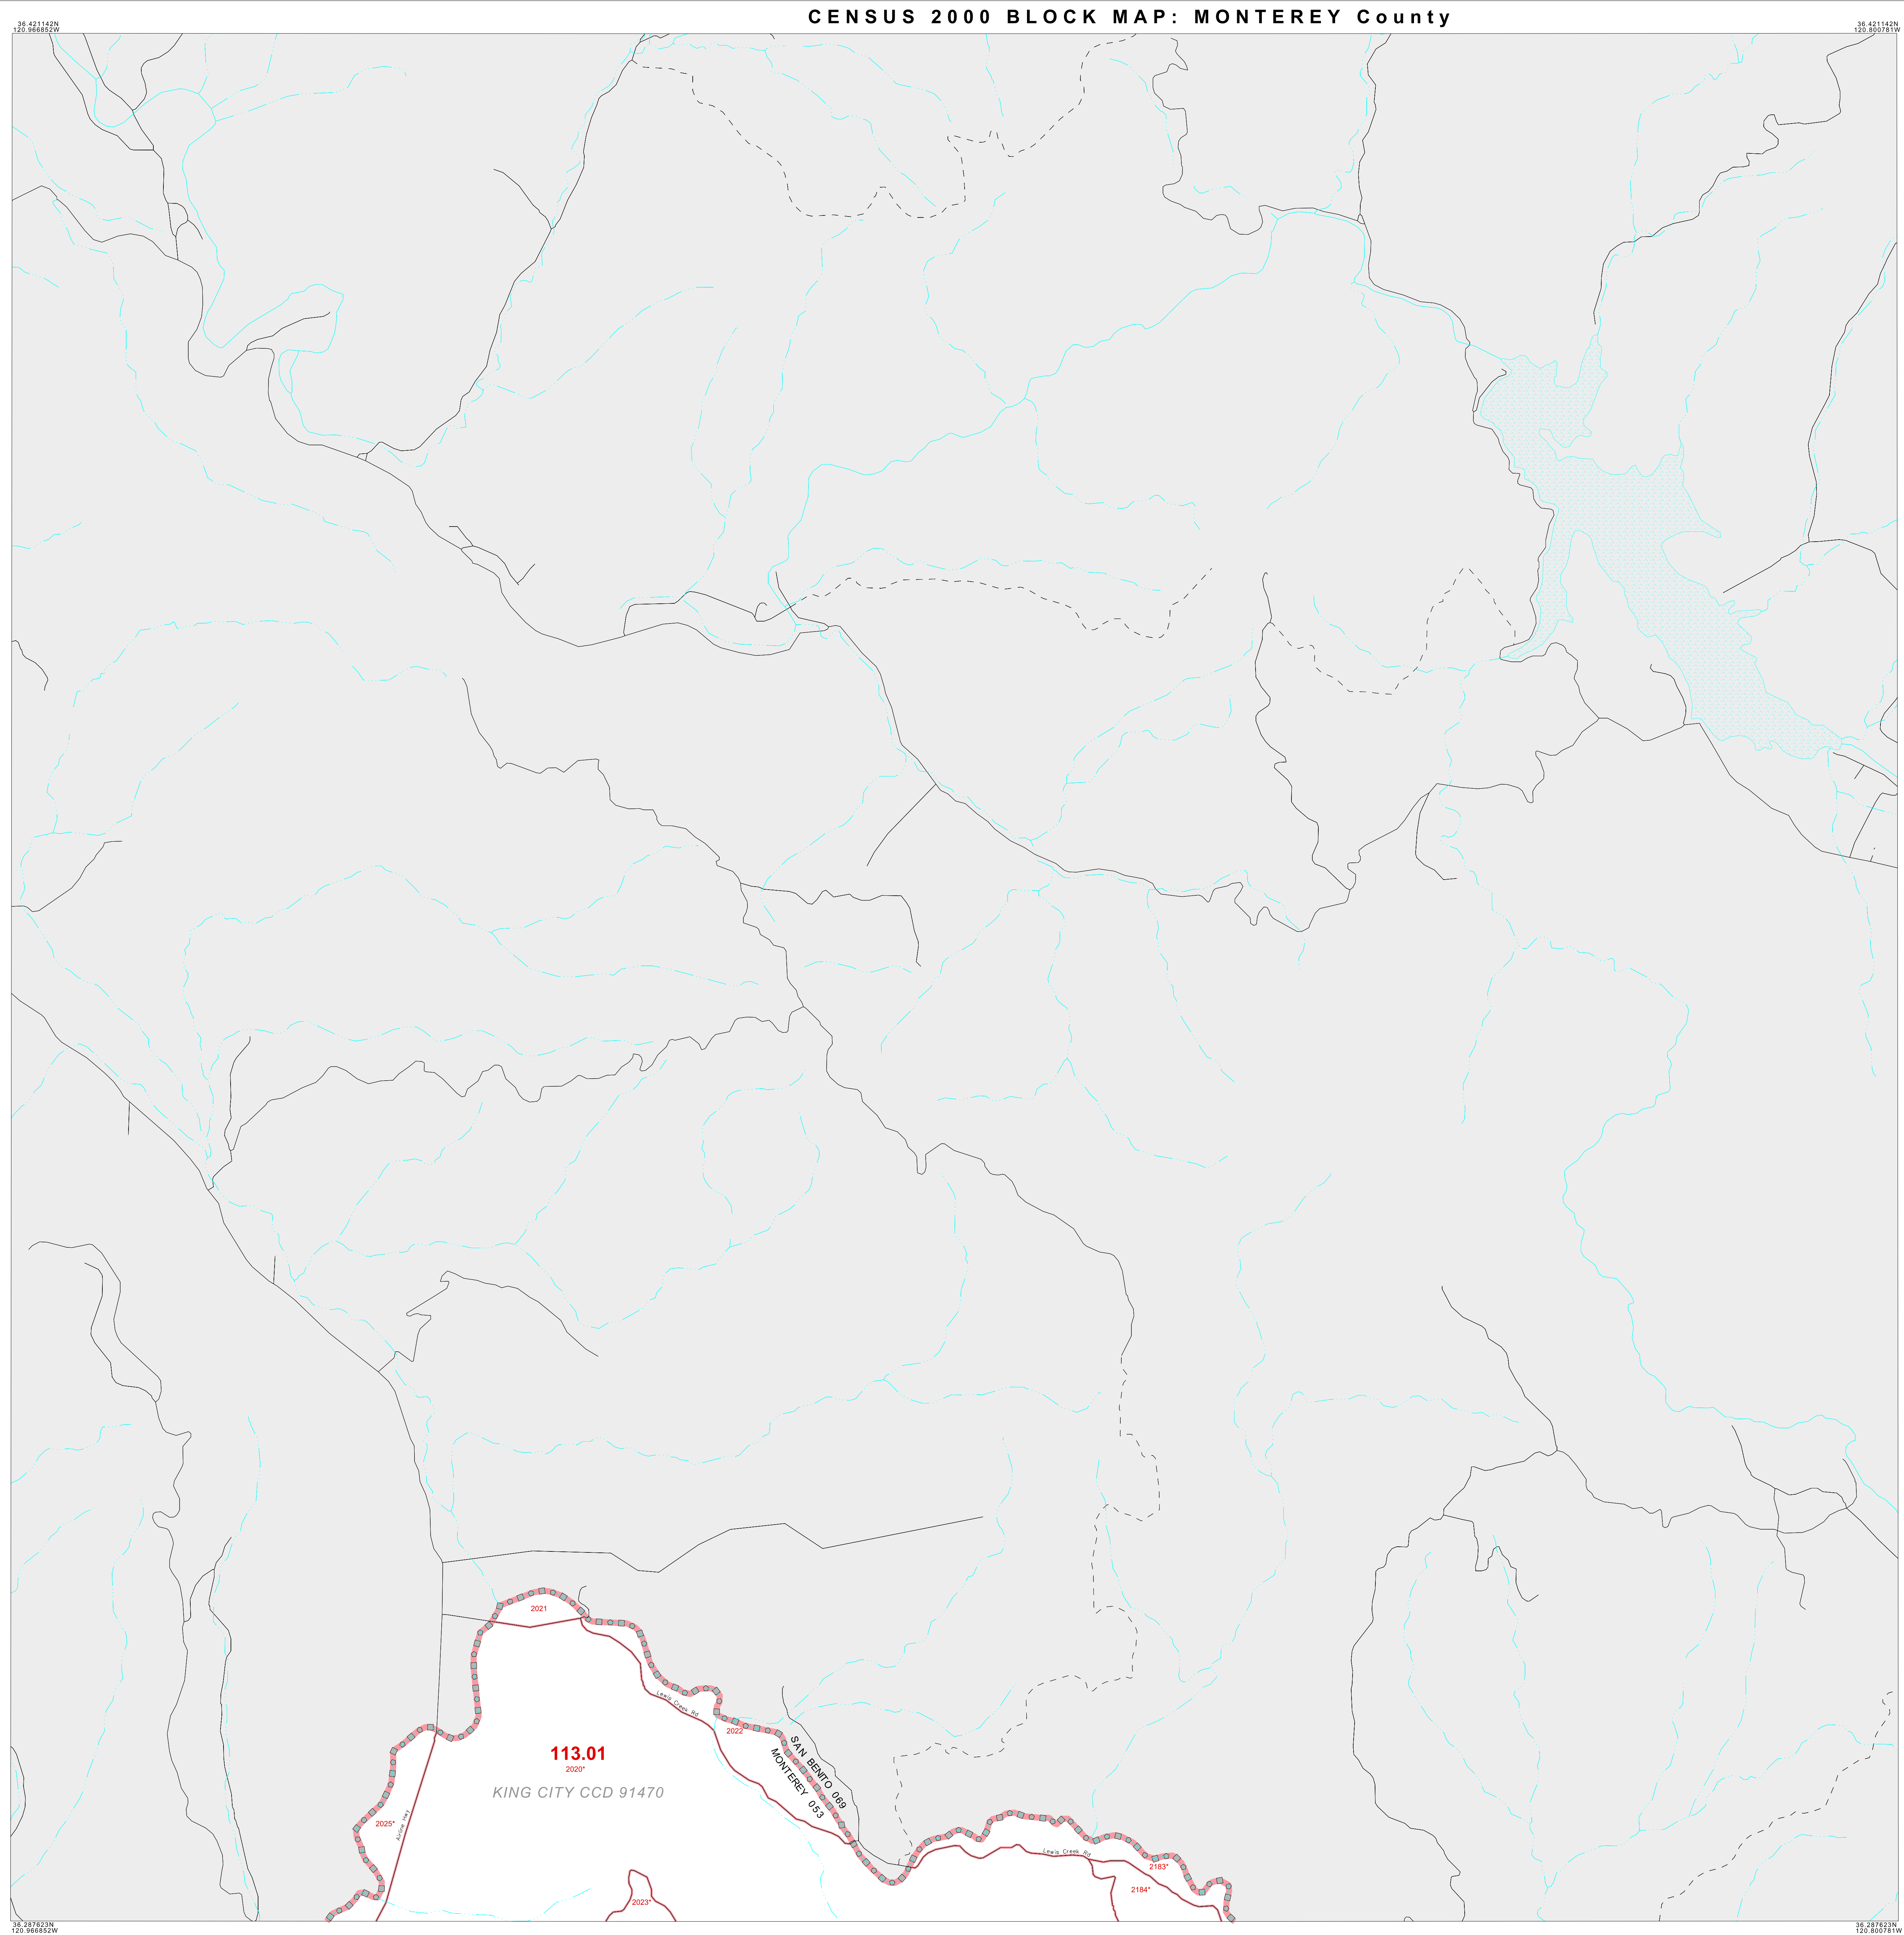 CENSUS 2000 BLOCK MAP: MONTEREY County
36.421142N
120.966852W
36.421142N
120.800781W
2021
Lewis Creek Rd
2022
SAN BENITO 069
MONTEREY 053
113.01
2020*
KING CITY CCD 91470
2025*
Airline Hwy
Lewis Creek Rd
2183*
2184*
2023*
36.287623N
120.966852W
36.287623N
120.800781W